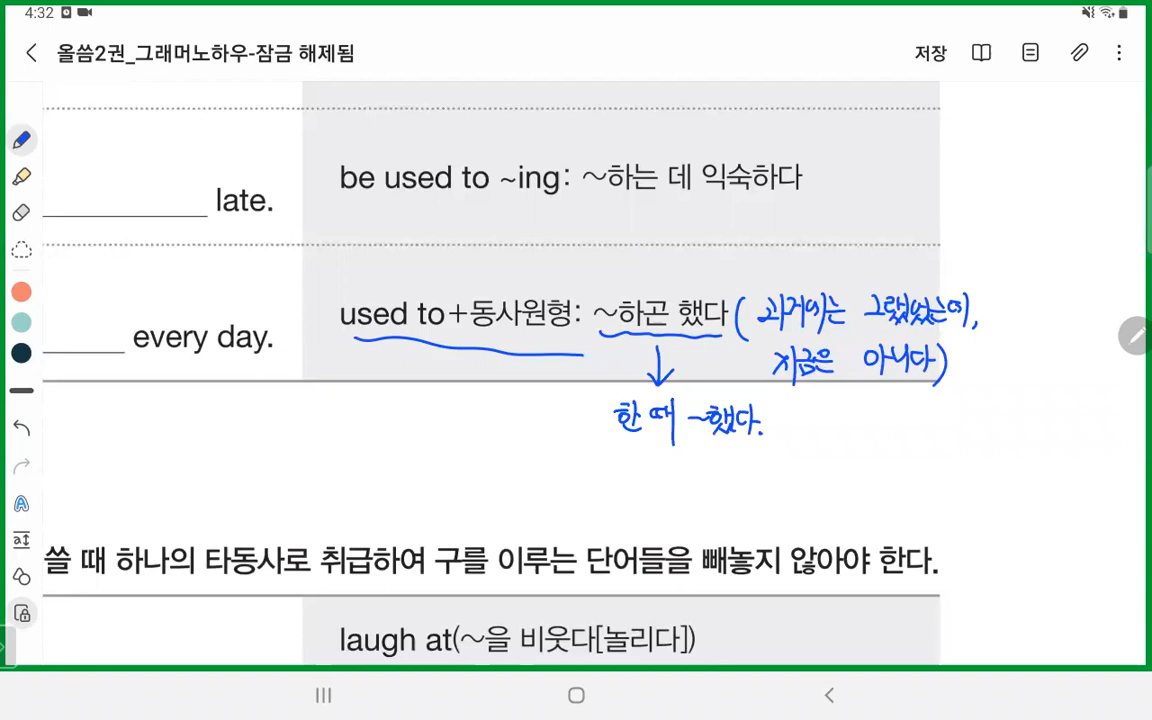 4:32
올씀2권_그래머노하우-잠금 해제됨
저장
be used to ~ing: ~하는 데 익숙하다
late.
used to+동사원형: ~하곤 했다 (과거에는 그랬었는데,
지금은 아니다)
every day.
한 때 ~했다.
쓸 때 하나의 타동사로 취급하여 구를 이루는 단어들을 빼놓지 않아야 한다.
laugh at(~을 비웃다[놀리다])